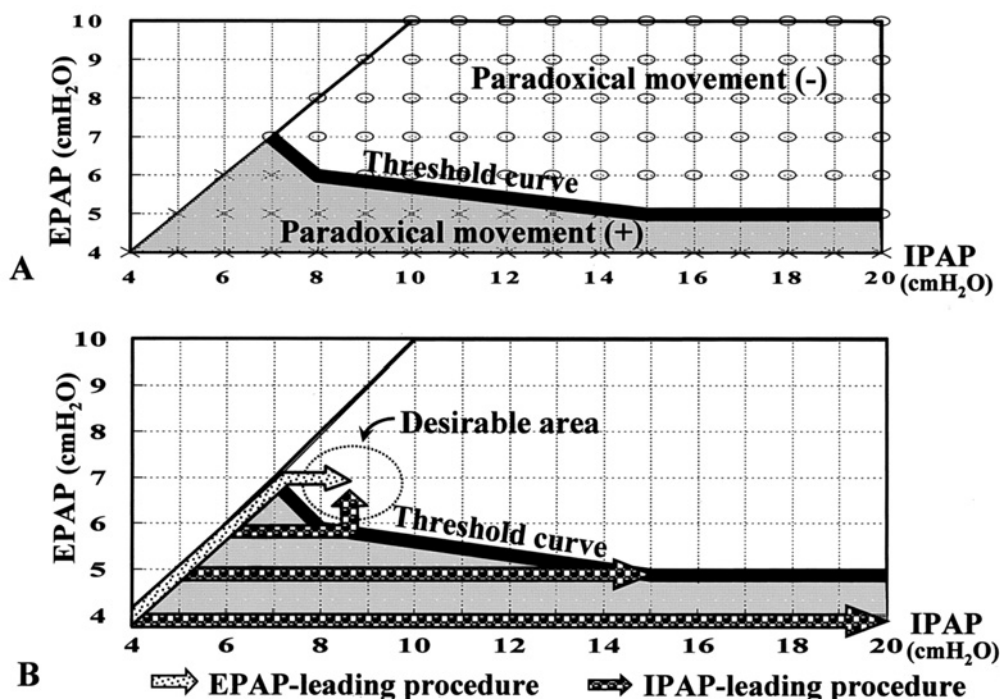 10
9
8
7
6
5
4
EPAP (cmH2O)
Paradoxical movement (-)
Threshold curve
Paradoxical movement (+)
A
4 6 8 10 12 14 16 18 20
IPAP
(cmH2O)
10
9
8
7
6
5
4
EPAP (cmH2O)
Desirable area
Threshold curve
4 6 8 10 12 14 16 18 20
IPAP
(cmH2O)
B
EPAP-leading procedure IPAP-leading procedure